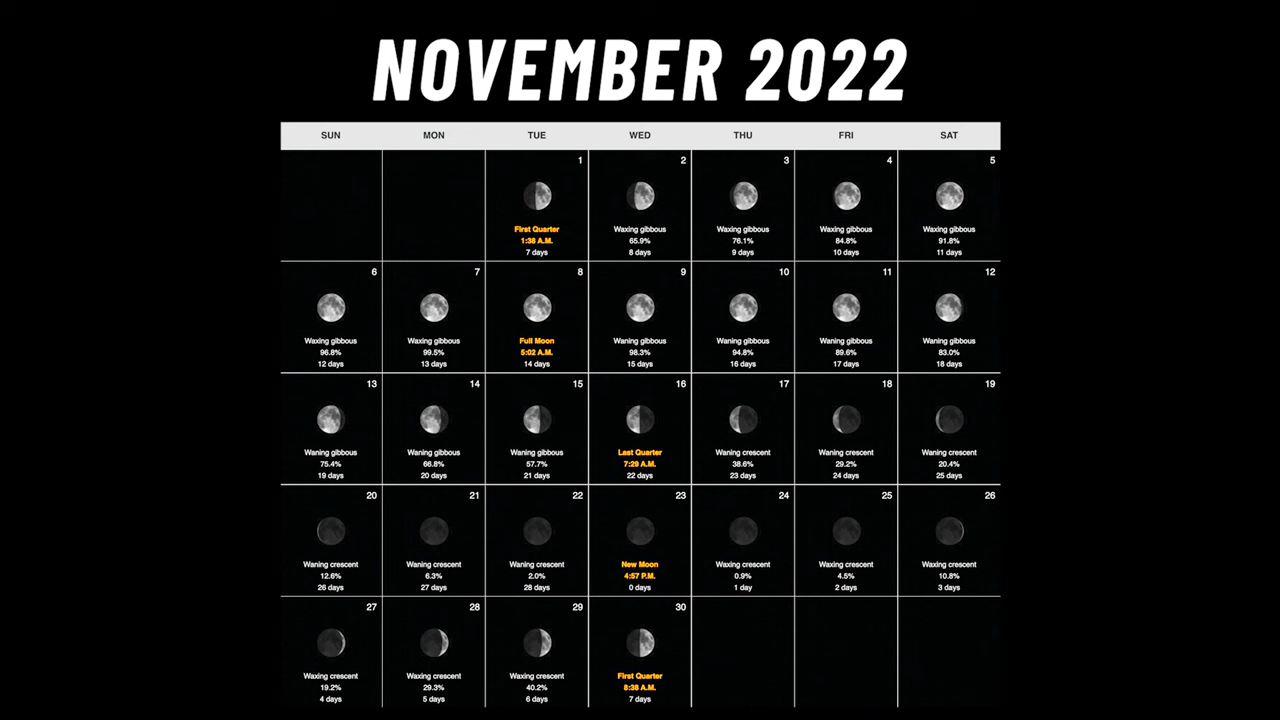 NOVEMBER 2022
SUN MON TUE WED THU FRI SAT
1 2 3 4 5
First Quarter Waxing gibbous Waxing gibbous Waxing gibbous Waxing gibbous
1:38 A.M. 65.9% 76.1% 84.8% 91.8%
7 days 8 days 9 days 10 days 11 days
6 7 8 9 10 11 12
Waxing gibbous Waxing gibbous Full Moon Waning gibbous Waning gibbous Waning gibbous Waning gibbous
96.8% 99.5% 5:02 A.M. 98.3% 94.8% 89.6% 83.0%
12 days 13 days 14 days 15 days 16 days 17 days 18 days
13 14 15 16 17 18 19
Waning gibbous Waning gibbous Waning gibbous Last Quarter Waning crescent Waning crescent Waning crescent
75.4% 66.8% 57.7% 7:29 A.M. 38.6% 29.2% 20.4%
19 days 20 days 21 days 22 days 23 days 24 days 25 days
20 21 22 23 24 25 26
Waning crescent Waning crescent Waning crescent New Moon Waxing crescent Waxing crescent Waxing crescent
12.6% 6.3% 2.0% 4:57 P.M. 0.9% 4.5% 10.8%
26 days 27 days 28 days 0 days 1 day 2 days 3 days
27 28 29 30
Waxing crescent Waxing crescent Waxing crescent First Quarter
19.2% 29.3% 40.2% 8:38 A.M.
4 days 5 days 6 days 7 days